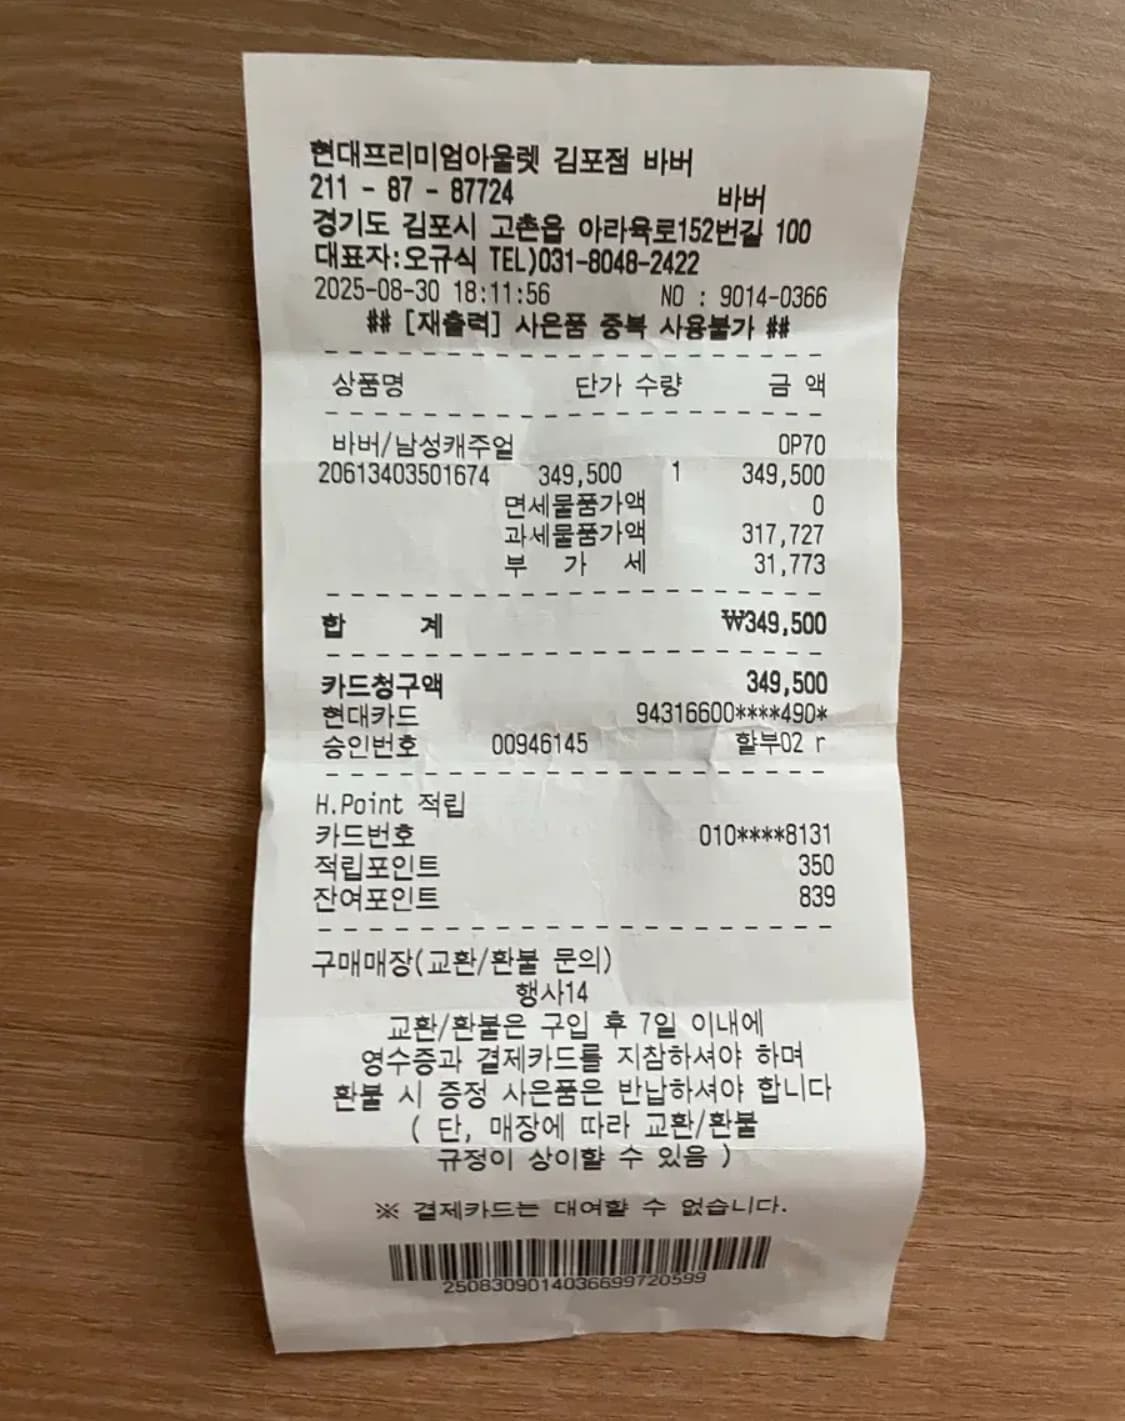 현대프리미엄아울렛 김포점 바버
211 - 87 - 87724 바버
경기도 김포시 고촌읍 아라육로152번길 100
대표자:오규식 TEL)031-8048-2422
2025-08-30 18:11:56 NO : 9014-0366
## [재출력] 사은품 중복 사용불가 ##
상품명 단가 수량 금 액
바버/남성캐주얼 OP70
20613403501674 349,500 1 349,500
면세물품가액 0
과세물품가액 317,727
부 가 세 31,773
합 계 ₩349,500
카드청구액 349,500
현대카드 94316600****490*
승인번호 00946145 할부02 r
H.Point 적립
카드번호 010****8131
적립포인트 350
잔여포인트 839
구매매장(교환/환불 문의)
행사14
교환/환불은 구입 후 7일 이내에
영수증과 결제카드를 지참하셔야 하며
환불 시 증정 사은품은 반납하셔야 합니다
( 단, 매장에 따라 교환/환불
규정이 상이할 수 있음 )
※ 결제카드는 대여할 수 없습니다.
2508309014036699720599